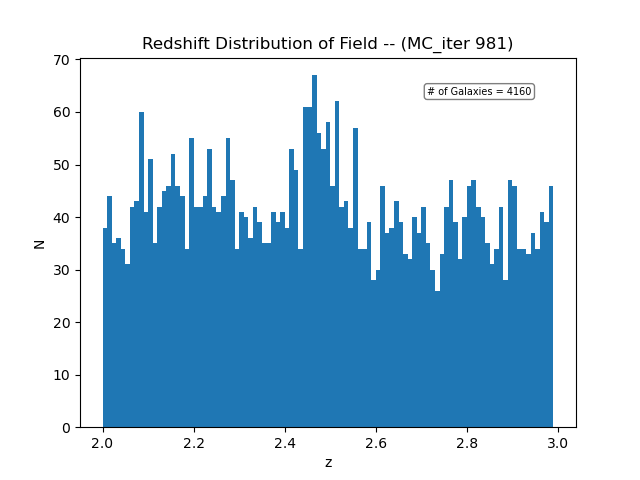 Redshift Distribution of Field -- (MC_iter 981)
70
# of Galaxies = 4160
60
50
40
N
30
20
10
0
2.0 2.2 2.4 2.6 2.8 3.0
z